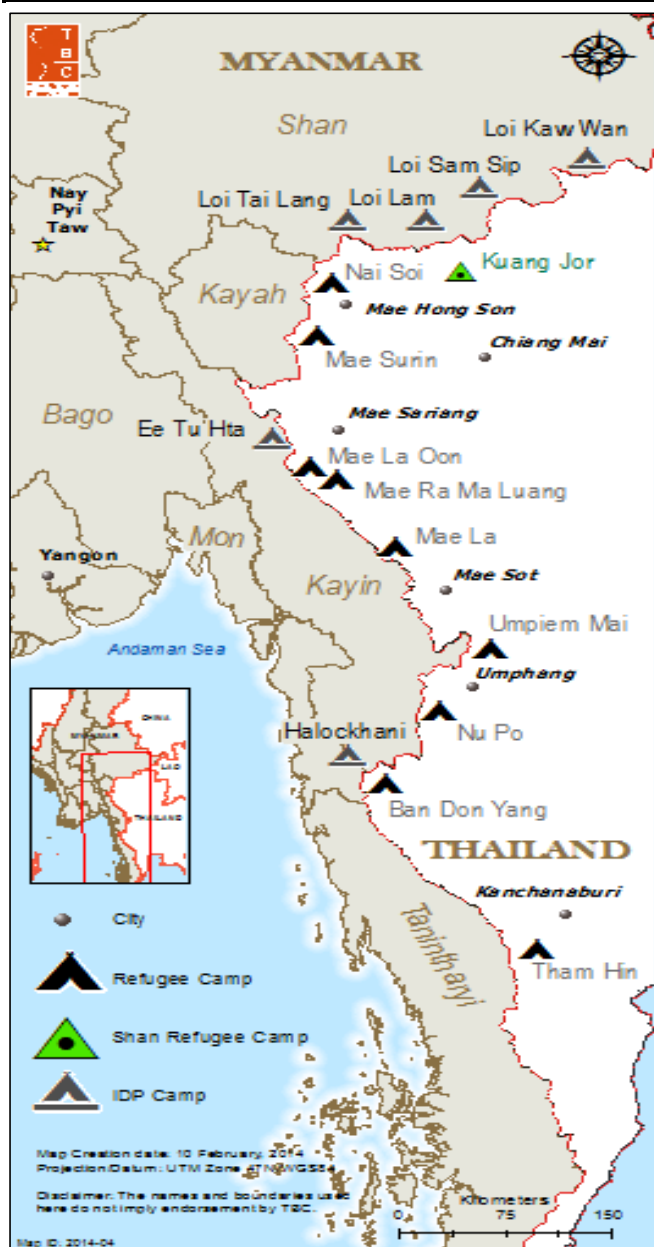 T
B
C
MYANMAR
Shan
Loi Kaw Wan
Loi Sam Sip
Loi Tai Lang
Loi Lam
Nay
Pyi
Taw
Kuang Jor
Nai Soi
Kayah
Mae Hong Son
Chiang Mai
Mae Surin
Bago
Mae Sariang
Ee Tu Hta
Mae La Oon
Mae Ra Ma Luang
Mon
Mae La
Yangon
Kayin
Mae Sot
Umpiem Mai
Andaman Sea
Umphang
Halockhani
Nu Po
CHINA
MYANMAR
LAO
THAILAND
Ban Don Yang
THAILAND
Kanchanaburi
Tanintharyi
Tham Hin
City
Refugee Camp
Shan Refugee Camp
IDP Camp
Map Creation date: 10 February, 2014
Projection/Datum: UTM Zone
Disclaimer: The names and boundaries used
here do not imply endorsement by TBC.
Kilometers
0 75 150
Map ID: 2014-04